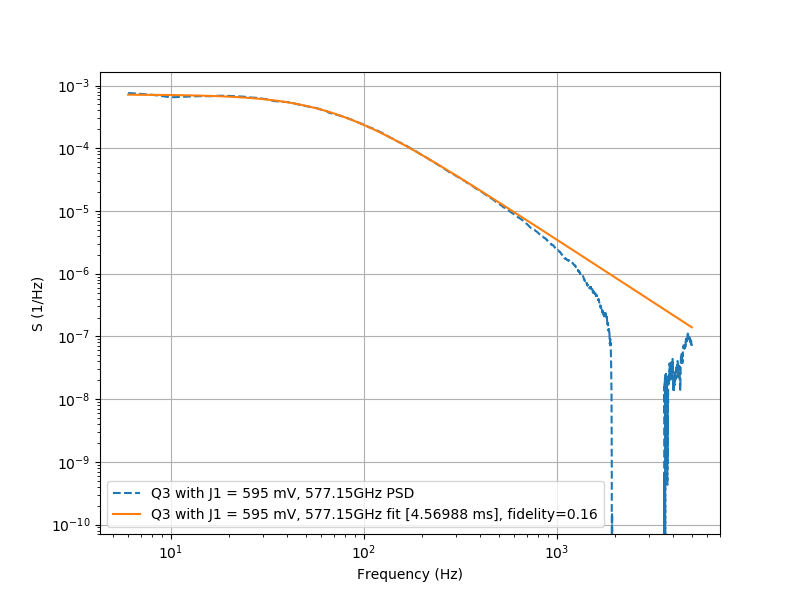 10⁻³
10⁻⁴
10⁻⁵
10⁻⁶
10⁻⁷
10⁻⁸
10⁻⁹
10⁻¹⁰
S (1/Hz)
Q3 with J1 = 595 mV, 577.15GHz PSD
Q3 with J1 = 595 mV, 577.15GHz fit [4.56988 ms], fidelity=0.16
10¹ 10² 10³
Frequency (Hz)